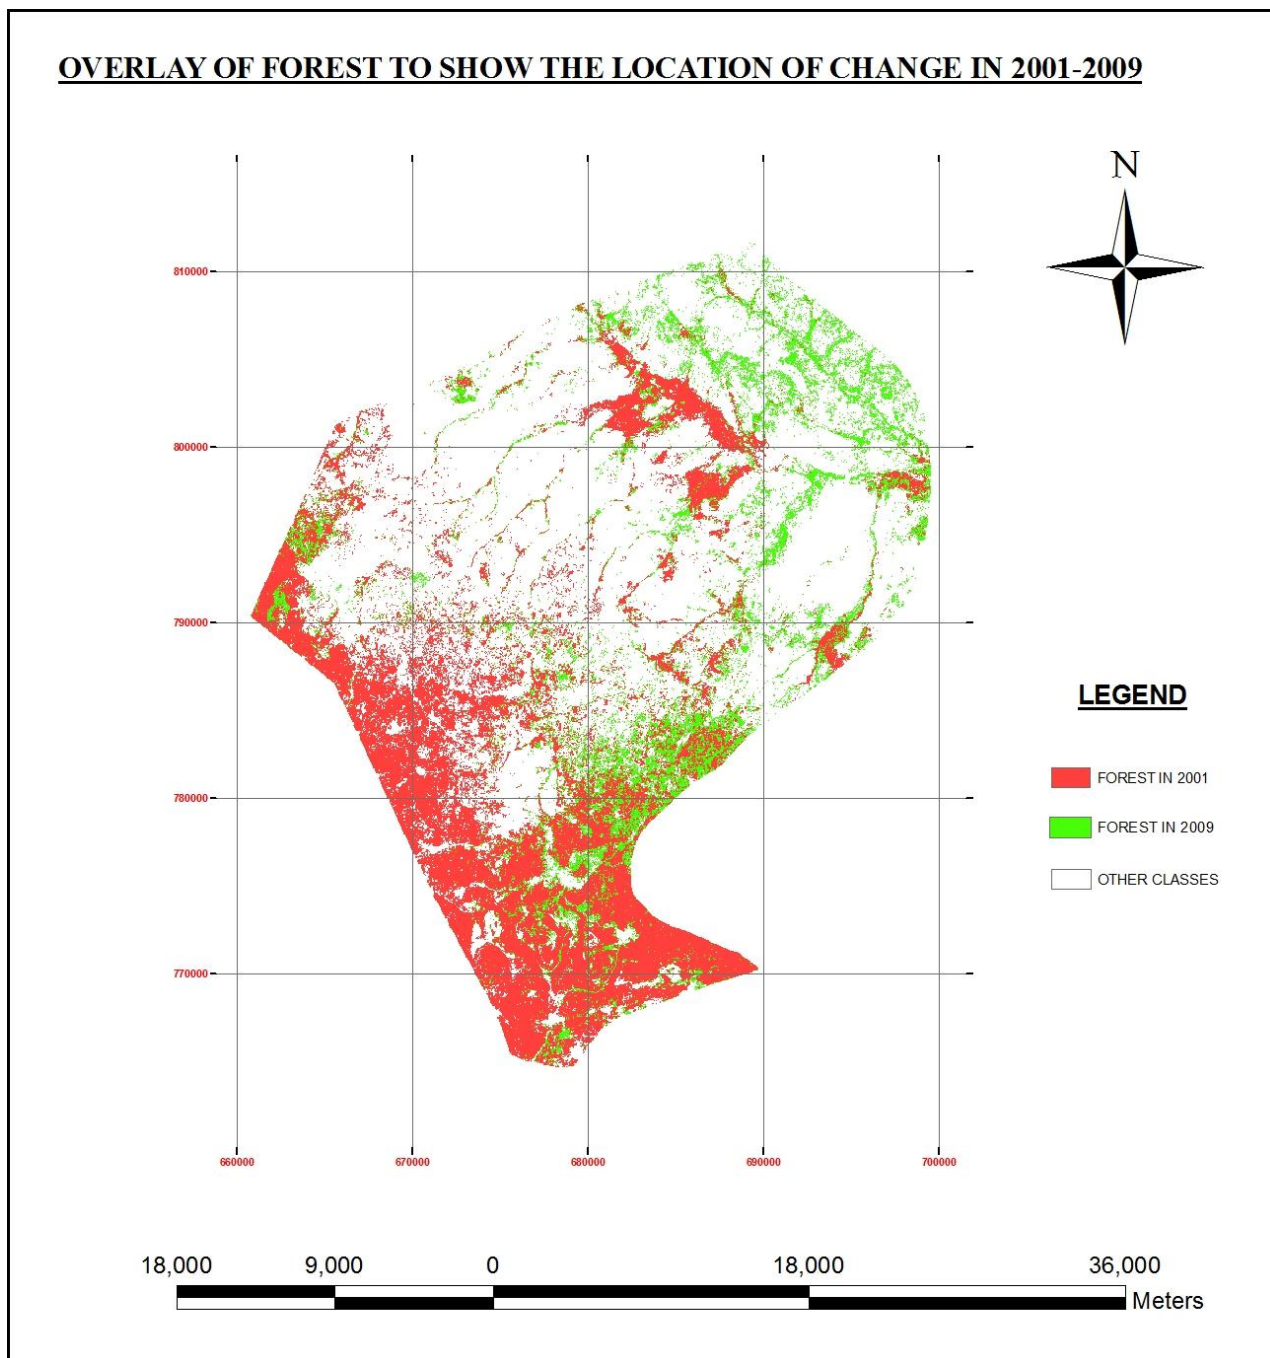 OVERLAY OF FOREST TO SHOW THE LOCATION OF CHANGE IN 2001-2009
N
810000
800000
790000
780000
770000
660000 670000 680000 690000 700000
LEGEND
FOREST IN 2001
FOREST IN 2009
OTHER CLASSES
18,000 9,000 0 18,000 36,000
Meters